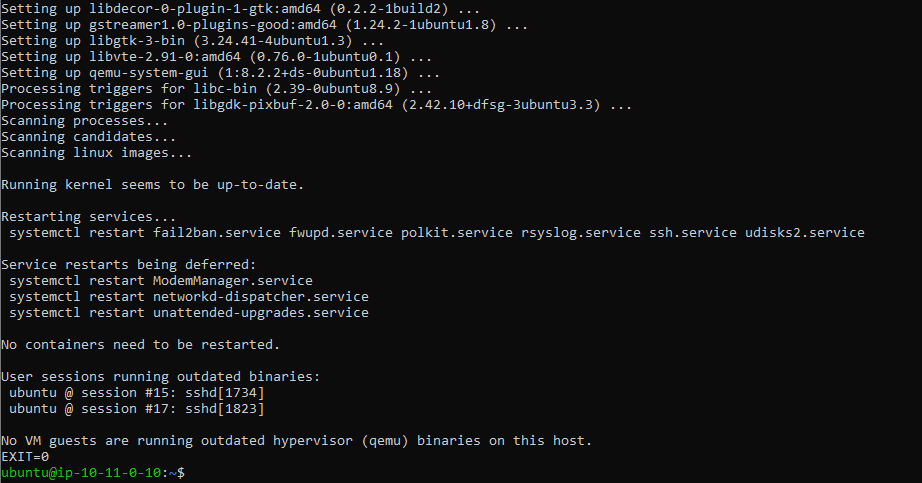 Setting up libdecor-0-plugin-1-gtk:amd64 (0.2.2-1build2) ...
Setting up gstreamer1.0-plugins-good:amd64 (1.24.2-1ubuntu1.8) ...
Setting up libgtk-3-bin (3.24.41-4ubuntu1.3) ...
Setting up libvte-2.91-0:amd64 (0.76.0-1ubuntu0.1) ...
Setting up qemu-system-gui (1:8.2.2+ds-0ubuntu1.18) ...
Processing triggers for libc-bin (2.39-0ubuntu8.9) ...
Processing triggers for libgdk-pixbuf-2.0-0:amd64 (2.42.10+dfsg-3ubuntu3.3) ...
Scanning processes...
Scanning candidates...
Scanning linux images...
Running kernel seems to be up-to-date.
Restarting services...
 systemctl restart fail2ban.service fwupd.service polkit.service rsyslog.service ssh.service udisks2.service
Service restarts being deferred:
 systemctl restart ModemManager.service
 systemctl restart networkd-dispatcher.service
 systemctl restart unattended-upgrades.service
No containers need to be restarted.
User sessions running outdated binaries:
 ubuntu @ session #15: sshd[1734]
 ubuntu @ session #17: sshd[1823]
No VM guests are running outdated hypervisor (qemu) binaries on this host.
EXIT=0
ubuntu@ip-10-11-0-10:~$